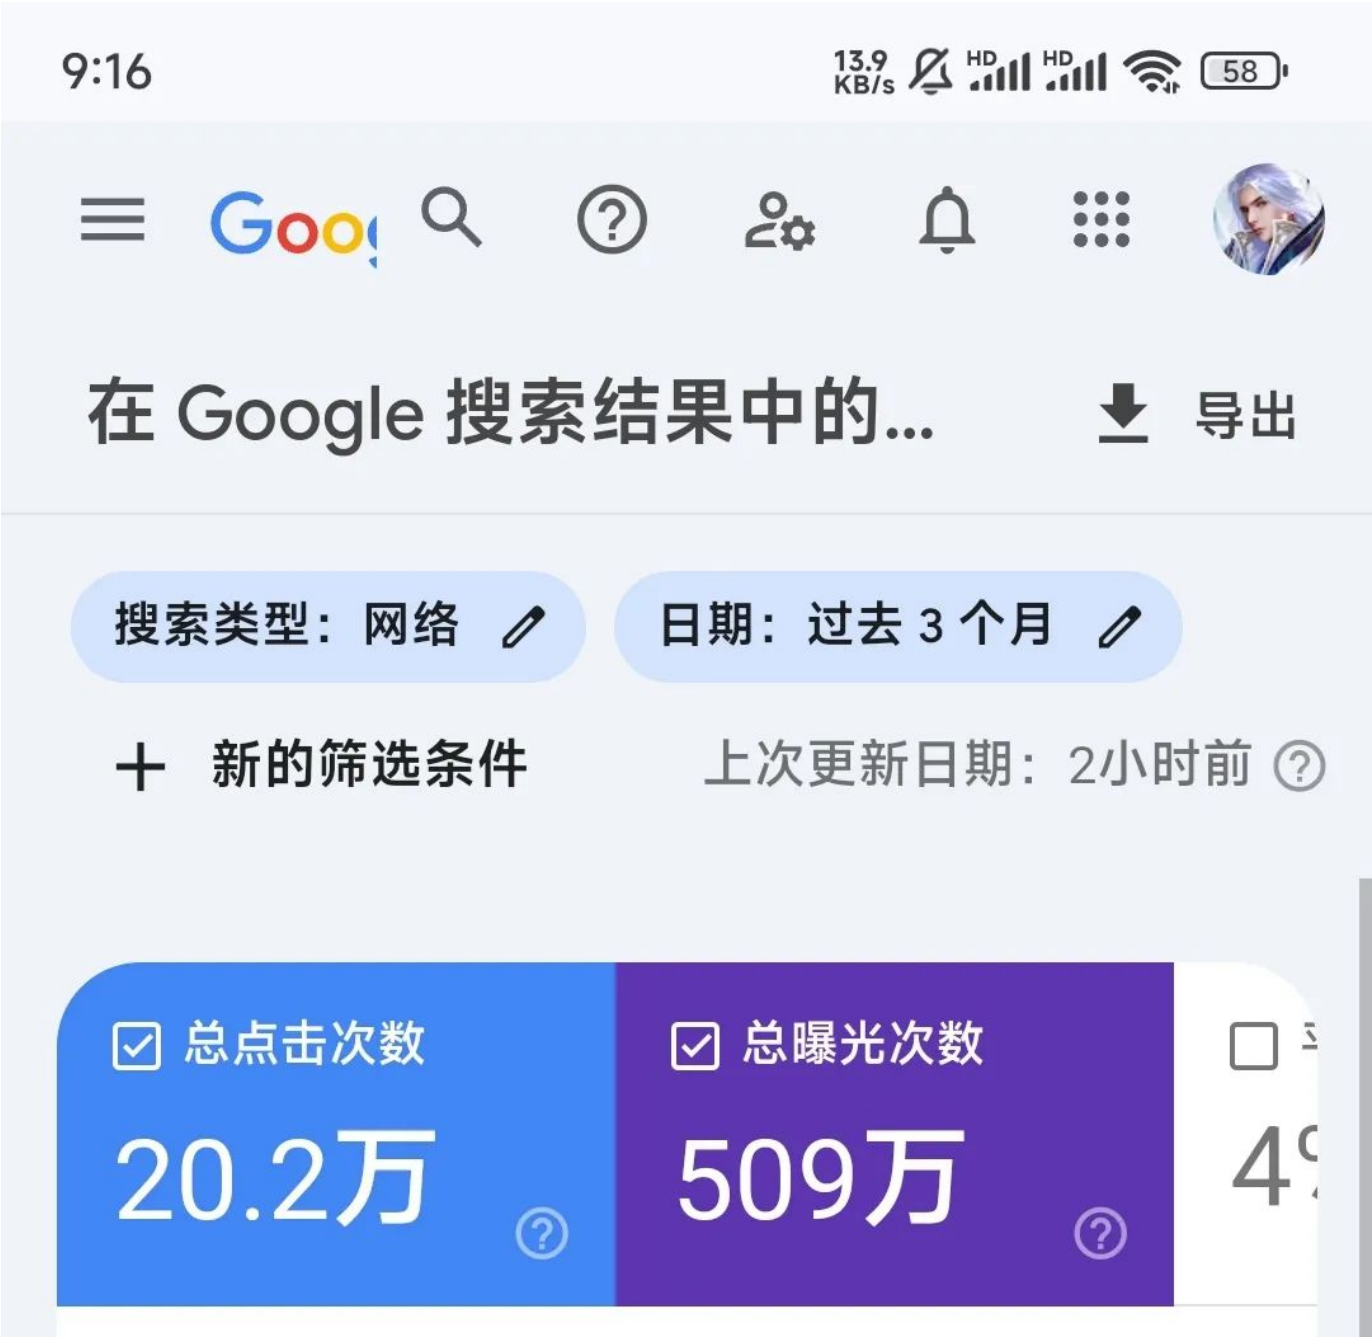 9:16 13.9 KB/s HD HD 58
Goog
在 Google 搜索结果中的... 导出
搜索类型：网络 日期：过去 3 个月
+ 新的筛选条件 上次更新日期：2小时前
总点击次数 总曝光次数
20.2万 509万 4%